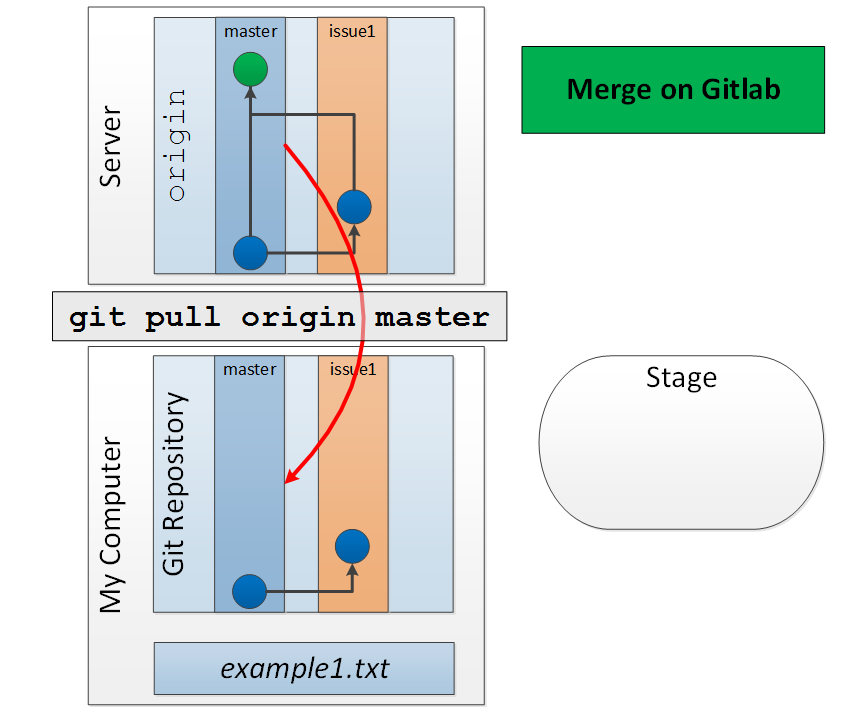 master
issue1
Server
origin
Merge on Gitlab
git pull origin master
master
issue1
My Computer
Git Repository
Stage
example1.txt